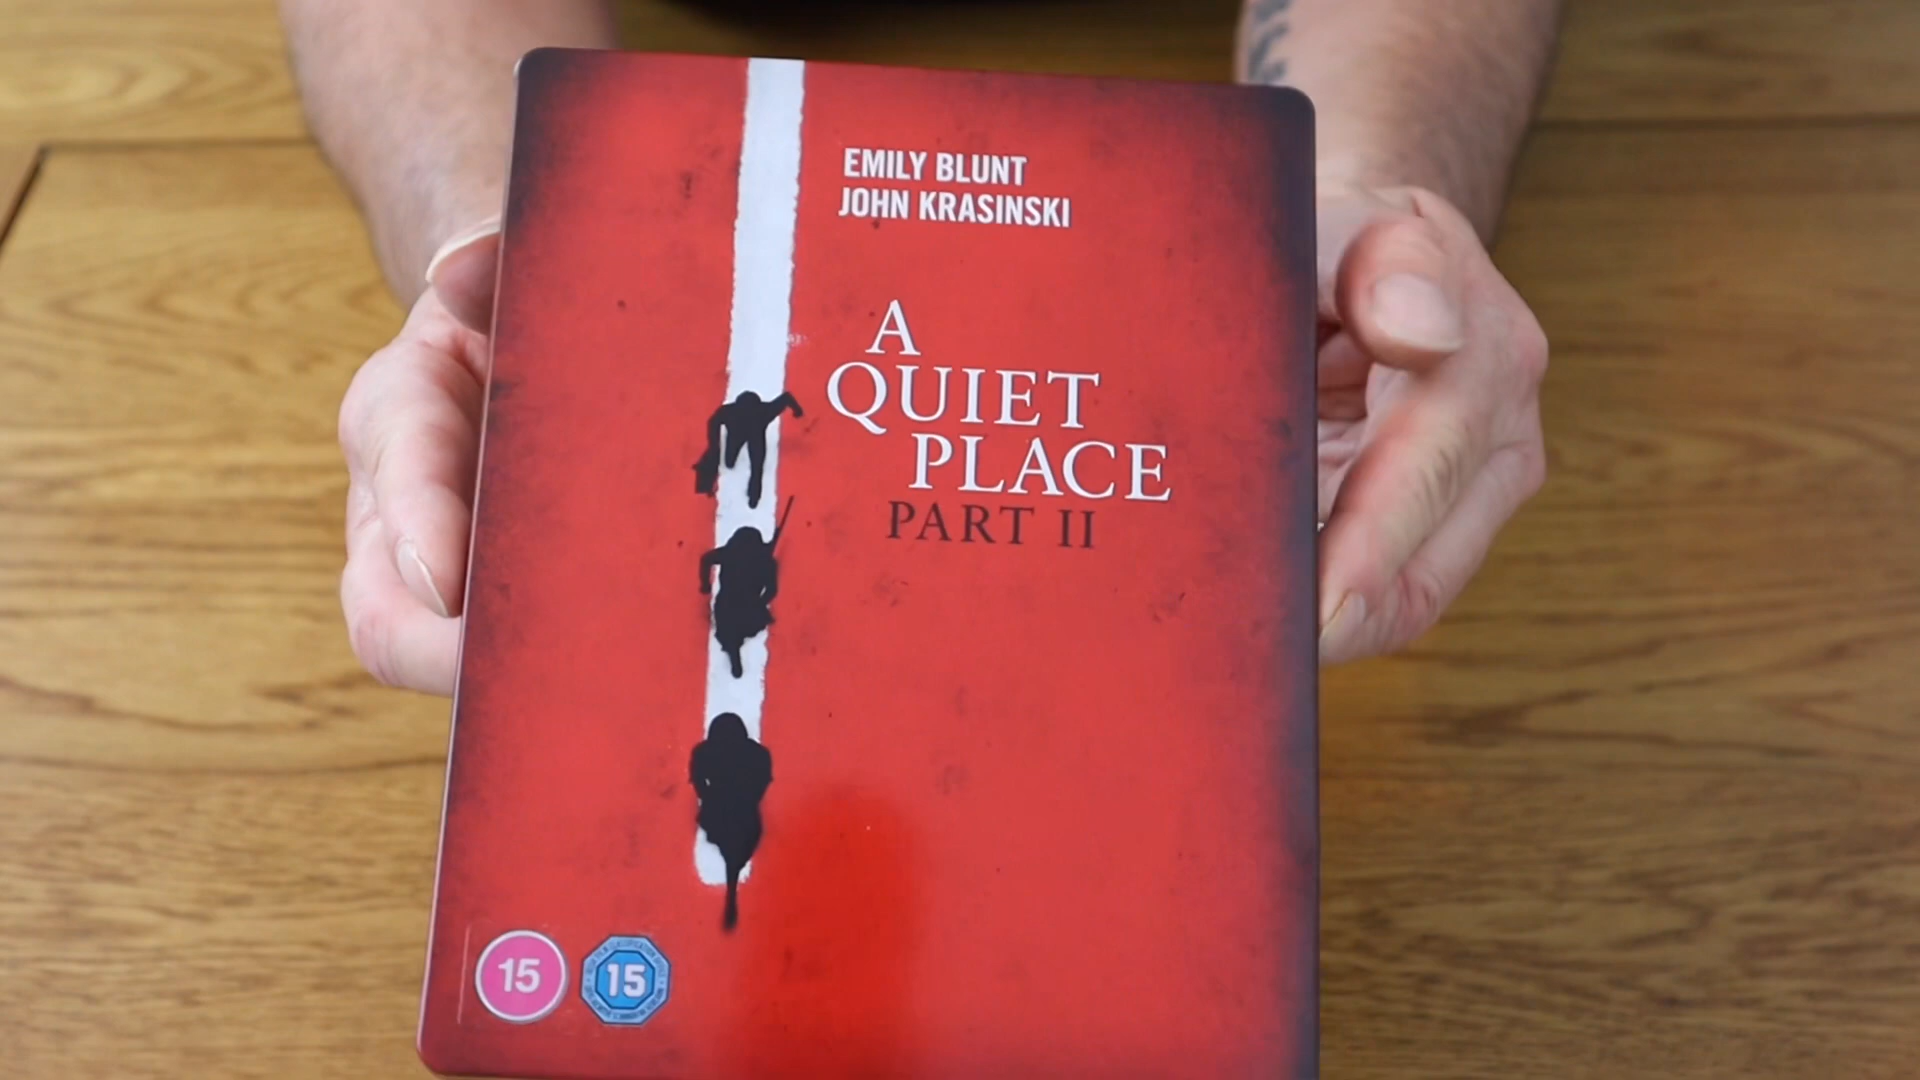 EMILY BLUNT
JOHN KRASINSKI
A
QUIET
PLACE
PART II
15
15